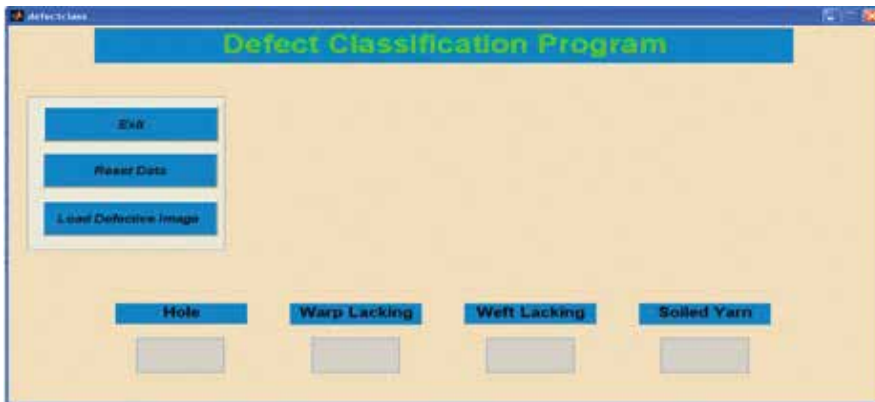 defectclass
Defect Classification Program
Exit
Reset Data
Load Defective Image
Hole
Warp Lacking
Weft Lacking
Soiled Yarn